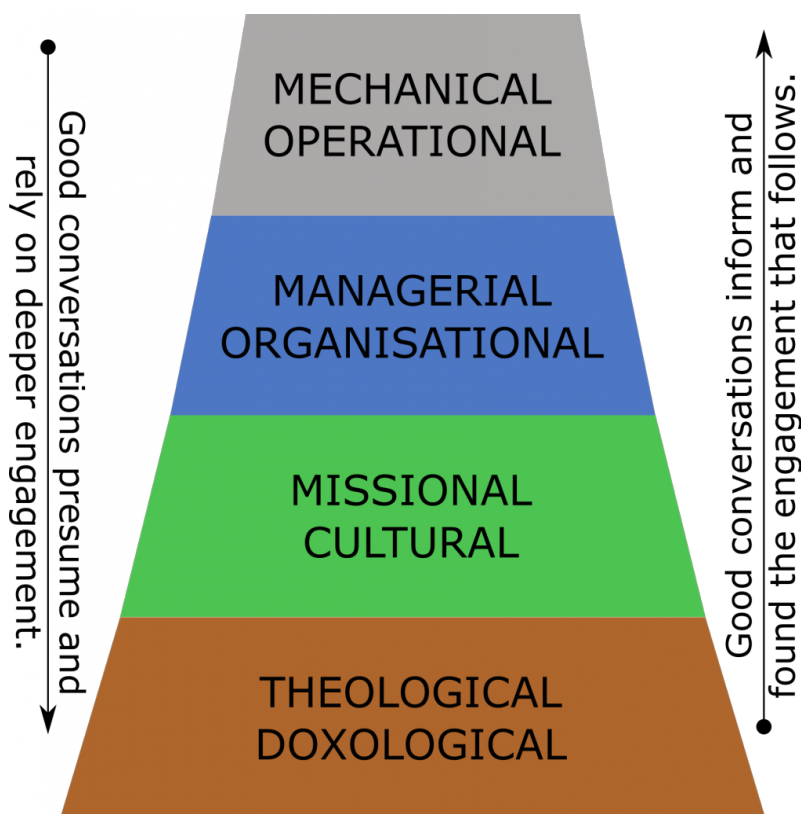 MECHANICAL
OPERATIONAL
MANAGERIAL
ORGANISATIONAL
MISSIONAL
CULTURAL
THEOLOGICAL
DOXOLOGICAL
Good conversations presume and
rely on deeper engagement.
Good conversations inform and
found the engagement that follows.